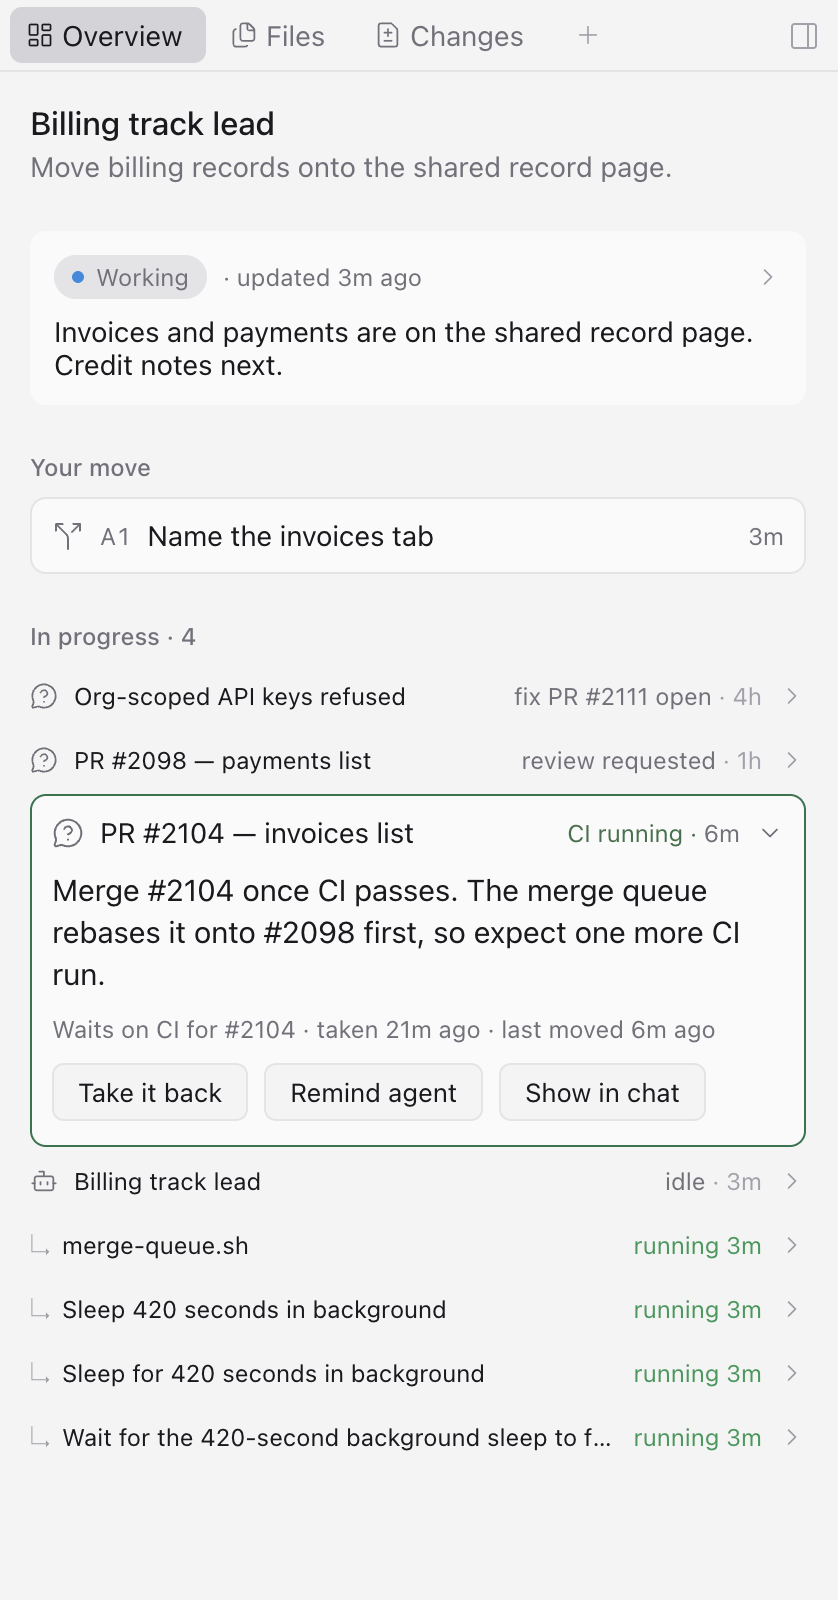 Overview Files Changes
Billing track lead
Move billing records onto the shared record page.
Working · updated 3m ago
Invoices and payments are on the shared record page.
Credit notes next.
Your move
A1 Name the invoices tab 3m
In progress · 4
Org-scoped API keys refused fix PR #2111 open · 4h
PR #2098 — payments list review requested · 1h
PR #2104 — invoices list CI running · 6m
Merge #2104 once CI passes. The merge queue
rebases it onto #2098 first, so expect one more CI
run.
Waits on CI for #2104 · taken 21m ago · last moved 6m ago
Take it back Remind agent Show in chat
Billing track lead idle · 3m
merge-queue.sh running 3m
Sleep 420 seconds in background running 3m
Sleep for 420 seconds in background running 3m
Wait for the 420-second background sleep to f... running 3m